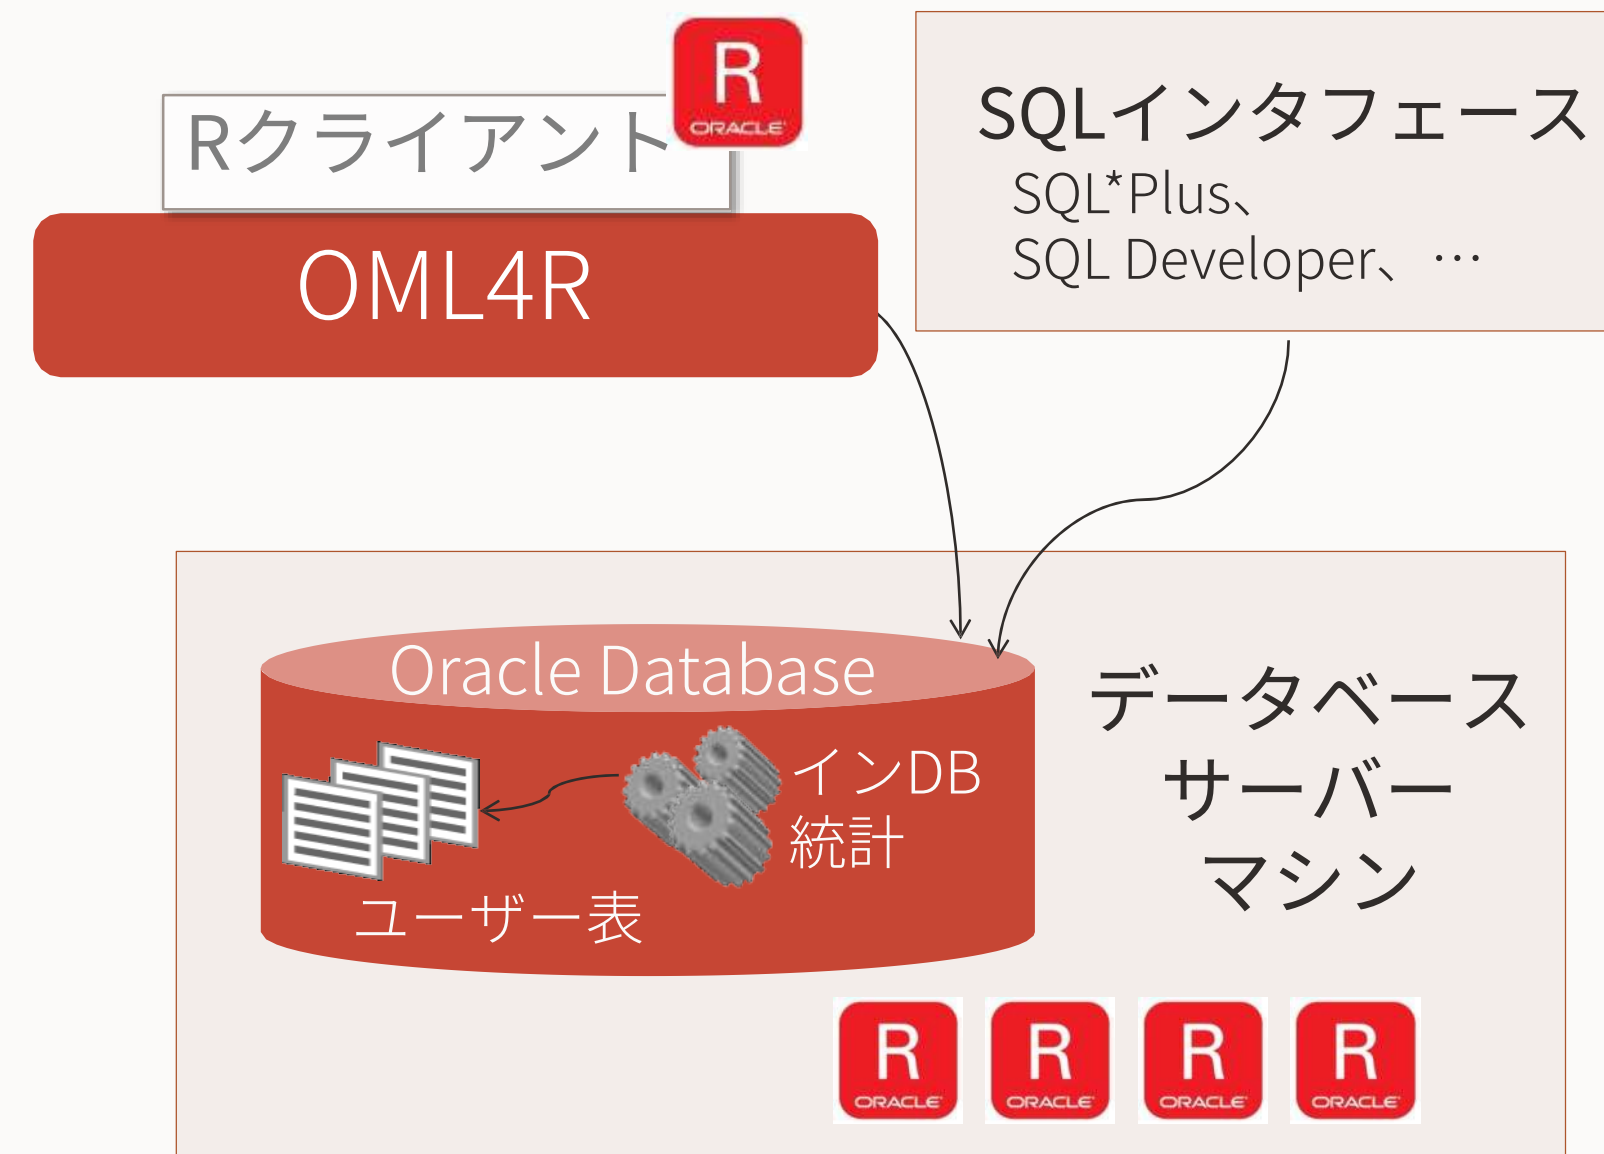 R
ORACLE
Rクライアント
OML4R
SQLインタフェース
SQL*Plus、
SQL Developer、…
Oracle Database
インDB
統計
ユーザー表
データベース
サーバー
マシン
R
ORACLE
R
ORACLE
R
ORACLE
R
ORACLE